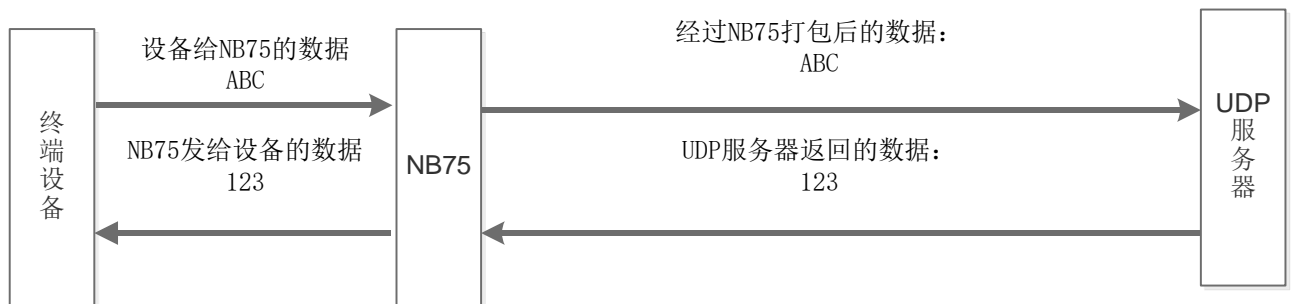 终端设备
设备给NB75的数据
ABC
NB75发给设备的数据
123
NB75
经过NB75打包后的数据：
ABC
UDP服务器返回的数据：
123
UDP
服务器